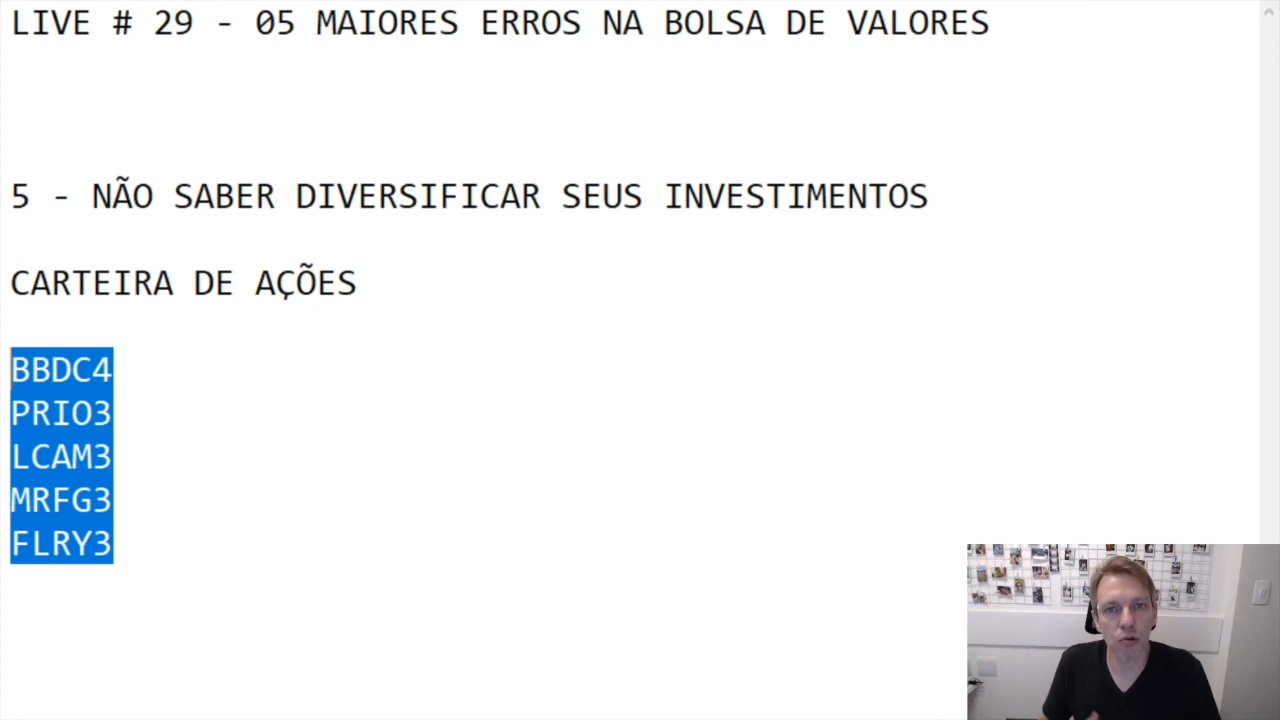 LIVE # 29 - 05 MAIORES ERROS NA BOLSA DE VALORES
5 - NÃO SABER DIVERSIFICAR SEUS INVESTIMENTOS
CARTEIRA DE AÇÕES
BBDC4
PRIO3
LCAM3
MRFG3
FLRY3